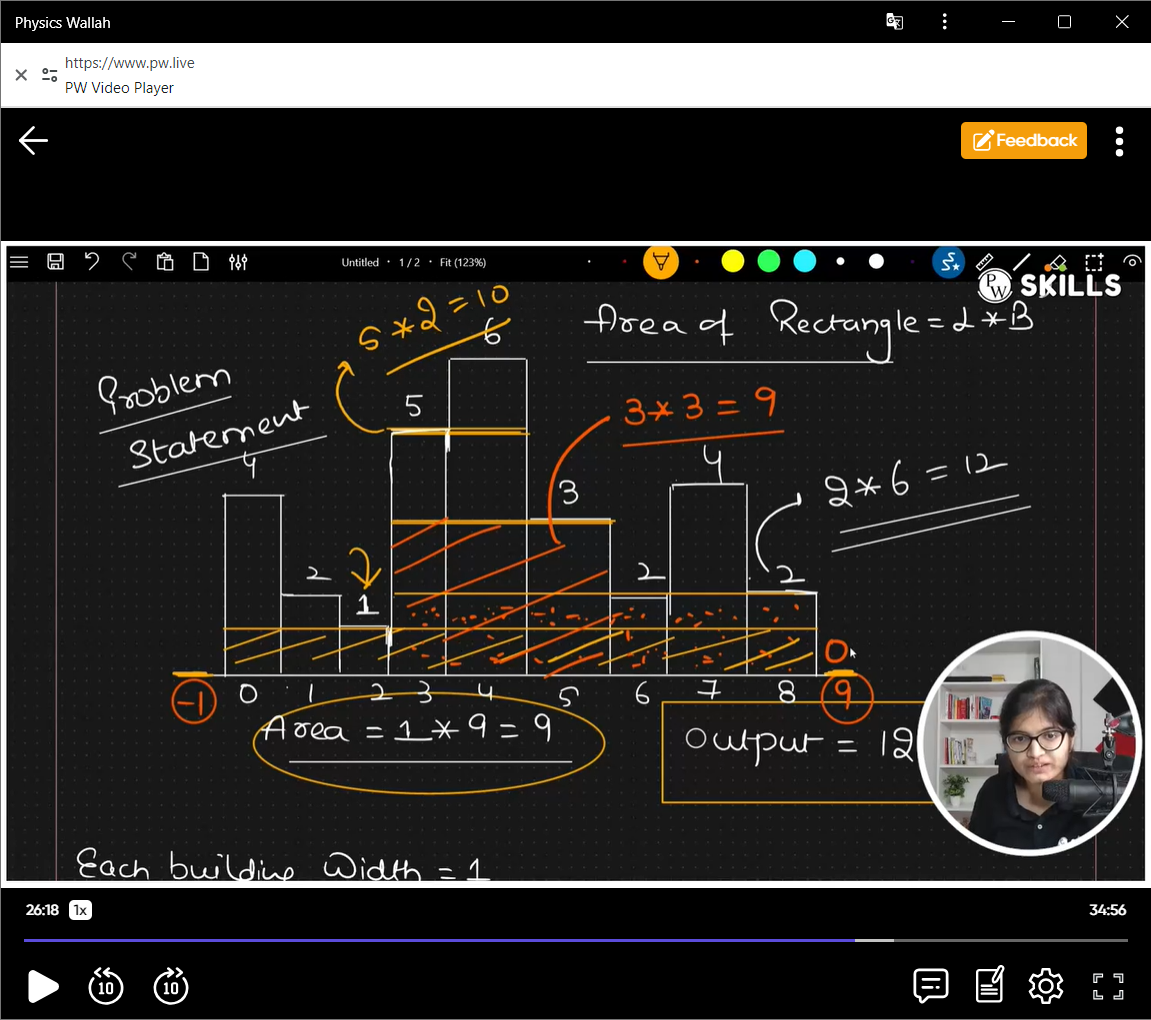 Physics Wallah
https://www.pw.live
PW Video Player
Feedback
Untitled • 1 / 2 • Fit (123%)
PW SKILLS
5 * 2 = 10
Area of Rectangle = L * B
6
Problem
Statement
5
3 * 3 = 9
4
4
3
2 * 6 = 12
2
1
2
2
0
-1 0 1 2 3 4 5 6 7 8 9
Area = 1 * 9 = 9
Output = 12
Each building Width = 1
26:18 1x
34:56
10
10